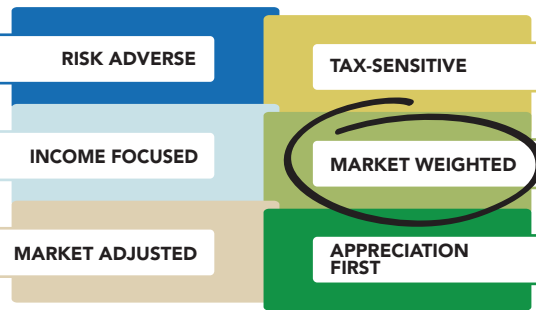 RISK ADVERSE
TAX-SENSITIVE
INCOME FOCUSED
MARKET WEIGHTED
MARKET ADJUSTED
APPRECIATION
FIRST